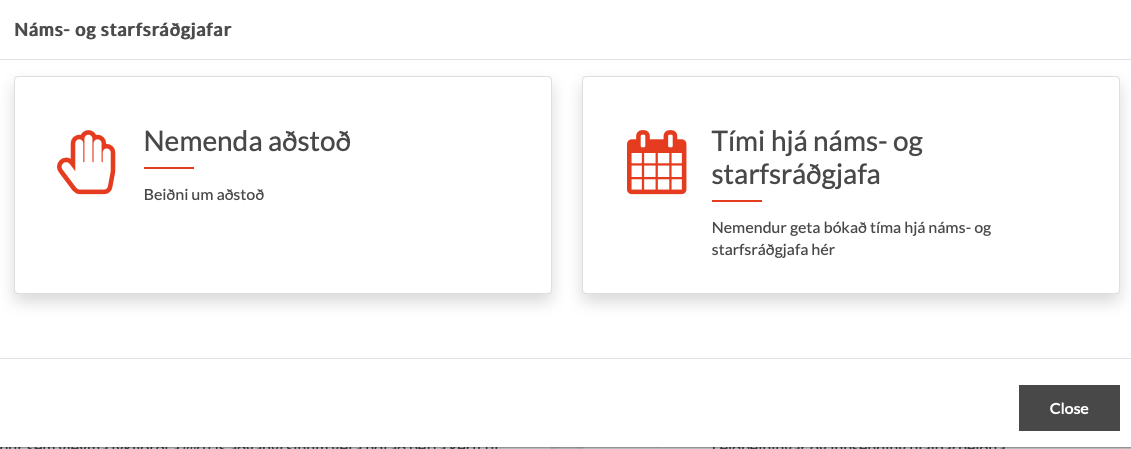 Náms- og starfsráðgjafar
Nemenda aðstoð
Beiðni um aðstoð
Tími hjá náms- og
starfsráðgjafa
Nemendur geta bókað tíma hjá náms- og
starfsráðgjafa hér
Close